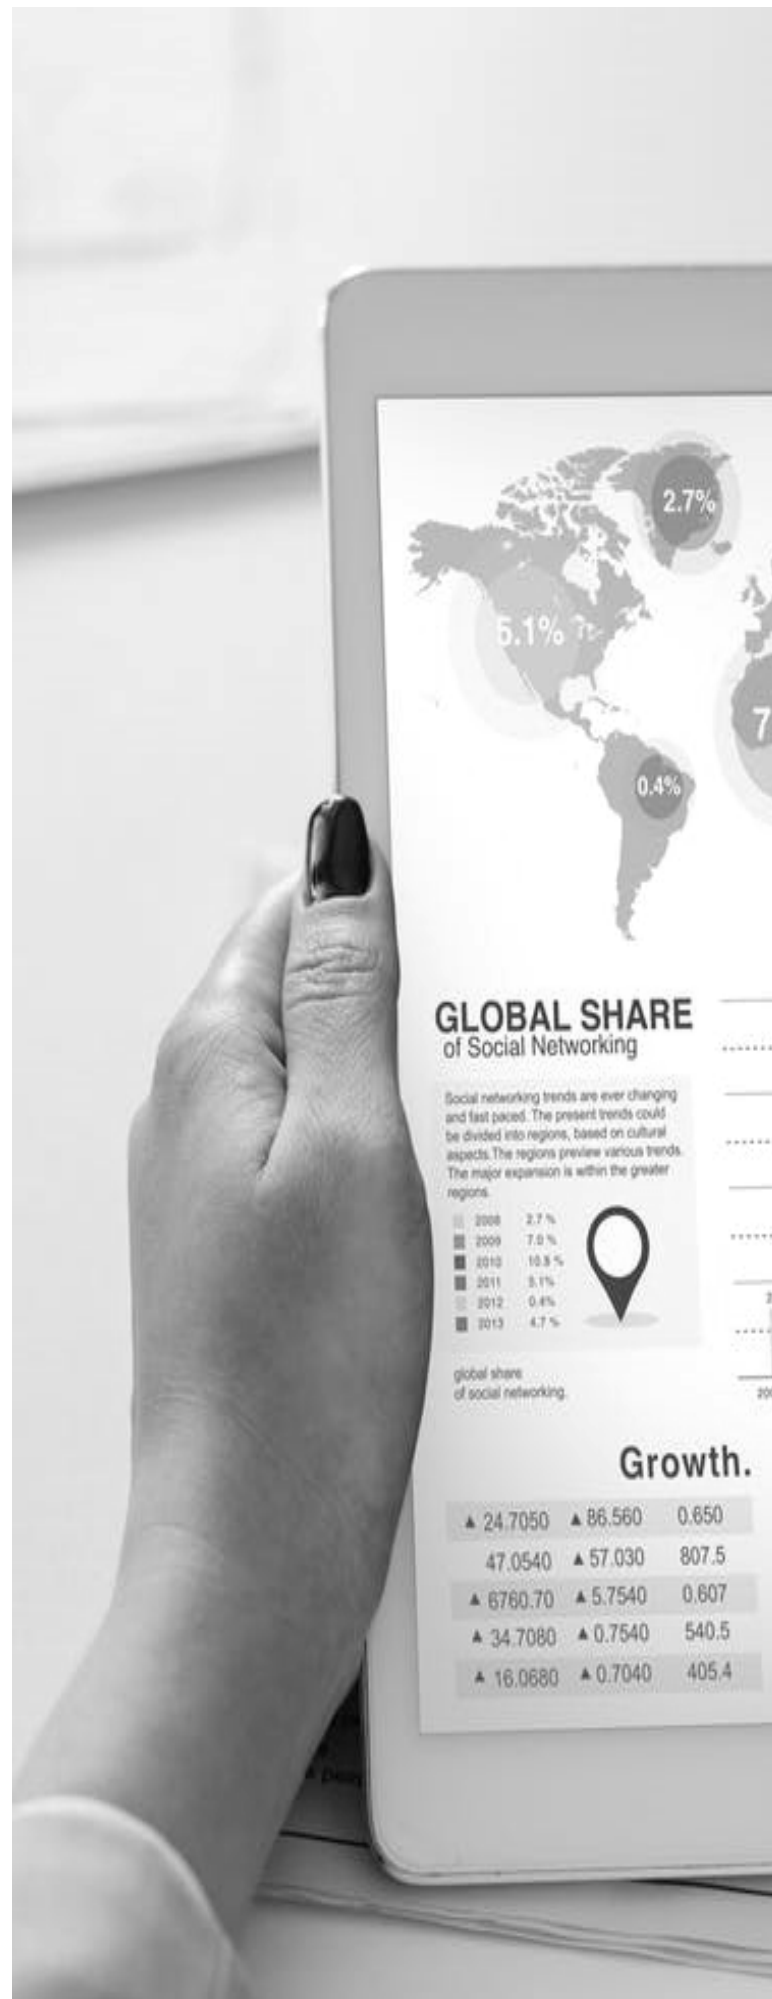 2.7%
5.1%
7
0.4%
GLOBAL SHARE
of Social Networking
Social networking trends are ever changing
and fast paced. The present trends could
be divided into regions, based on cultural
aspects.The regions preview various trends.
The major expansion is within the greater
regions.
2008 2.7 %
2009 7.0 %
2010 10.8 %
2011 5.1%
2012 0.4%
2013 4.7 %
global share
of social networking.
Growth.
▲ 24.7050 ▲ 86.560 0.650
47.0540 ▲ 57.030 807.5
▲ 6760.70 ▲ 5.7540 0.607
▲ 34.7080 ▲ 0.7540 540.5
▲ 16.0680 ▲ 0.7040 405.4